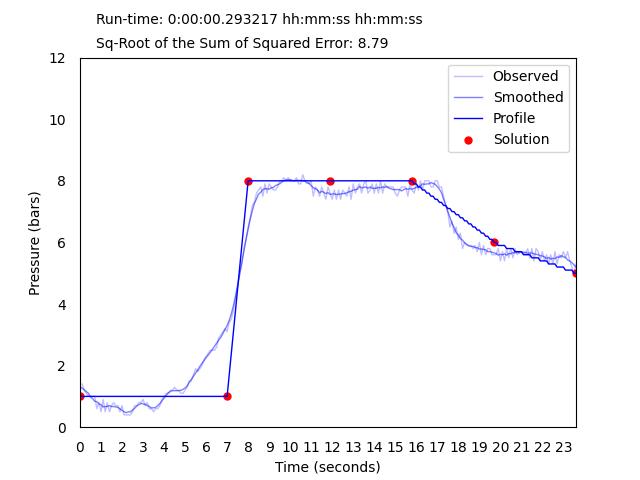 Run-time: 0:00:00.293217 hh:mm:ss hh:mm:ss
Sq-Root of the Sum of Squared Error: 8.79
Observed
Smoothed
Profile
Solution
12
10
8
6
4
2
0
Pressure (bars)
0 1 2 3 4 5 6 7 8 9 10 11 12 13 14 15 16 17 18 19 20 21 22 23
Time (seconds)